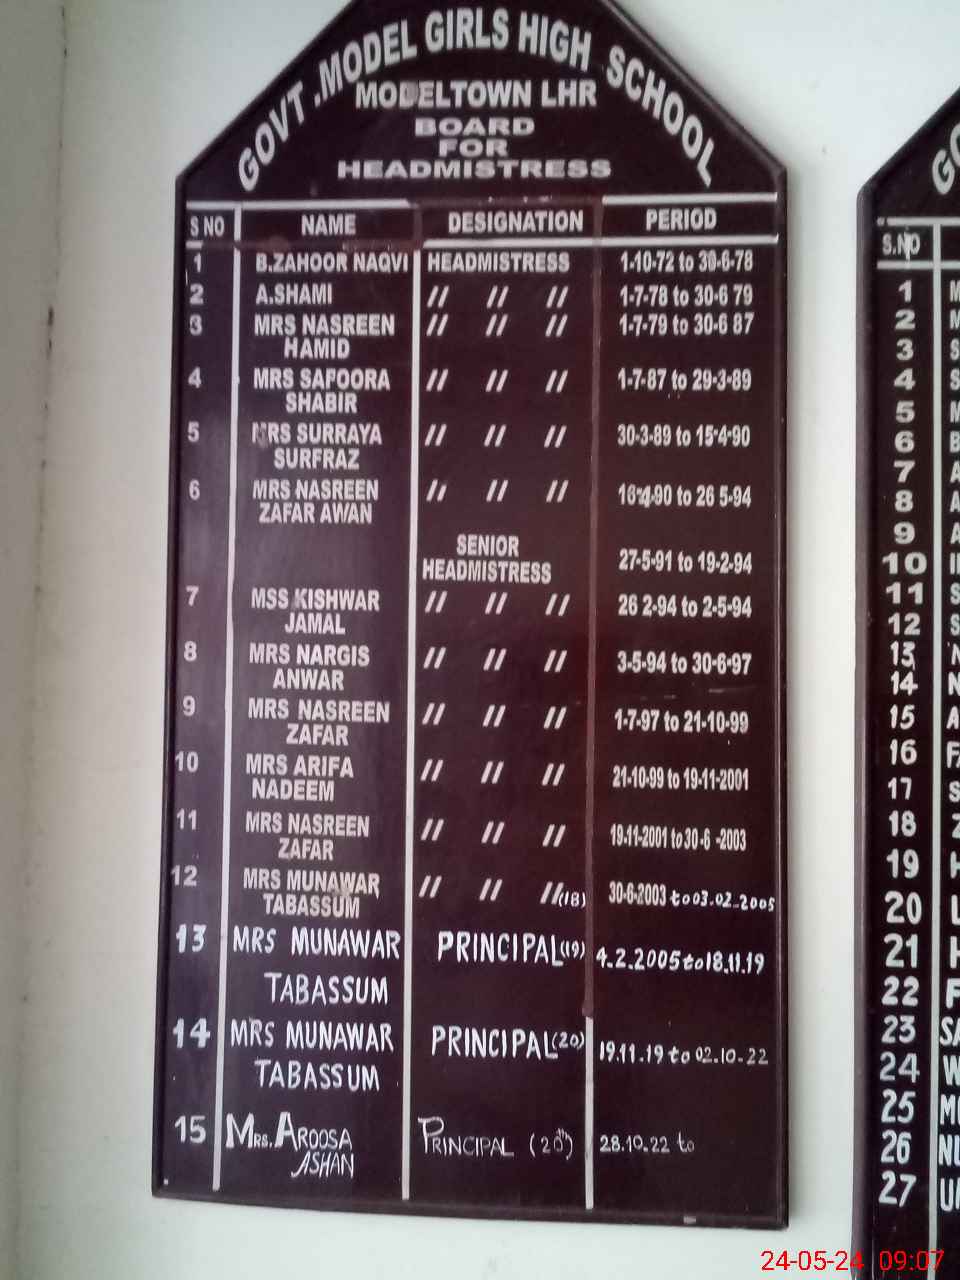 GOVT. MODEL GIRLS HIGH SCHOOL
MODELTOWN LHR
BOARD
FOR
HEADMISTRESS
S NO NAME DESIGNATION PERIOD
1 B.ZAHOOR NAQVI HEADMISTRESS 1-10-72 to 30-6-78
2 A.SHAMI // // // 1-7-78 to 30-6 79
3 MRS NASREEN // // // 1-7-79 to 30-6 87
HAMID
4 MRS SAFOORA // // // 1-7-87 to 29-3-89
SHABIR
5 MRS SURRAYA // // // 30-3-89 to 15-4-90
SURFRAZ
6 MRS NASREEN // // // 16-4-90 to 26 5-94
ZAFAR AWAN
SENIOR
HEADMISTRESS 27-5-91 to 19-2-94
7 MSS KISHWAR // // // 26 2-94 to 2-5-94
JAMAL
8 MRS NARGIS // // // 3-5-94 to 30-6-97
ANWAR
9 MRS NASREEN // // // 1-7-97 to 21-10-99
ZAFAR
10 MRS ARIFA // // // 21-10-99 to 19-11-2001
NADEEM
11 MRS NASREEN // // // 19-11-2001 to 30-6 -2003
ZAFAR
12 MRS MUNAWAR // // // (18) 30-6-2003 to 03.02.2005
TABASSUM
13 MRS MUNAWAR PRINCIPAL (19) 4.2.2005 to 18.11.19
TABASSUM
14 MRS MUNAWAR PRINCIPAL (20) 19.11.19 to 02.10-22
TABASSUM
15 MRS. AROOSA PRINCIPAL (20th) 28.10.22 to
ASHAN
S.NO
1
2
3
4
5
6
7
8
9
10
11
12
13
14
15
16
17
18
19
20
21
22
23
24
25
26
27
24-05-24 09:07